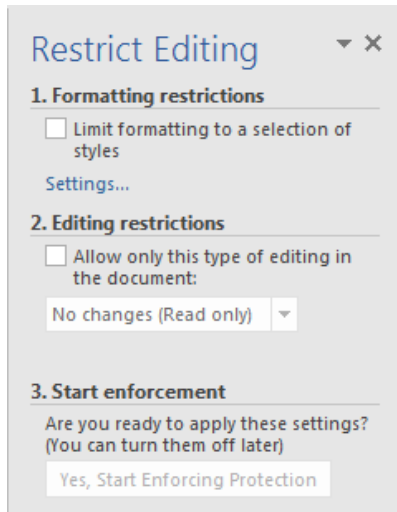 Restrict Editing
1. Formatting restrictions
Limit formatting to a selection of
styles
Settings...
2. Editing restrictions
Allow only this type of editing in
the document:
No changes (Read only)
3. Start enforcement
Are you ready to apply these settings?
(You can turn them off later)
Yes, Start Enforcing Protection